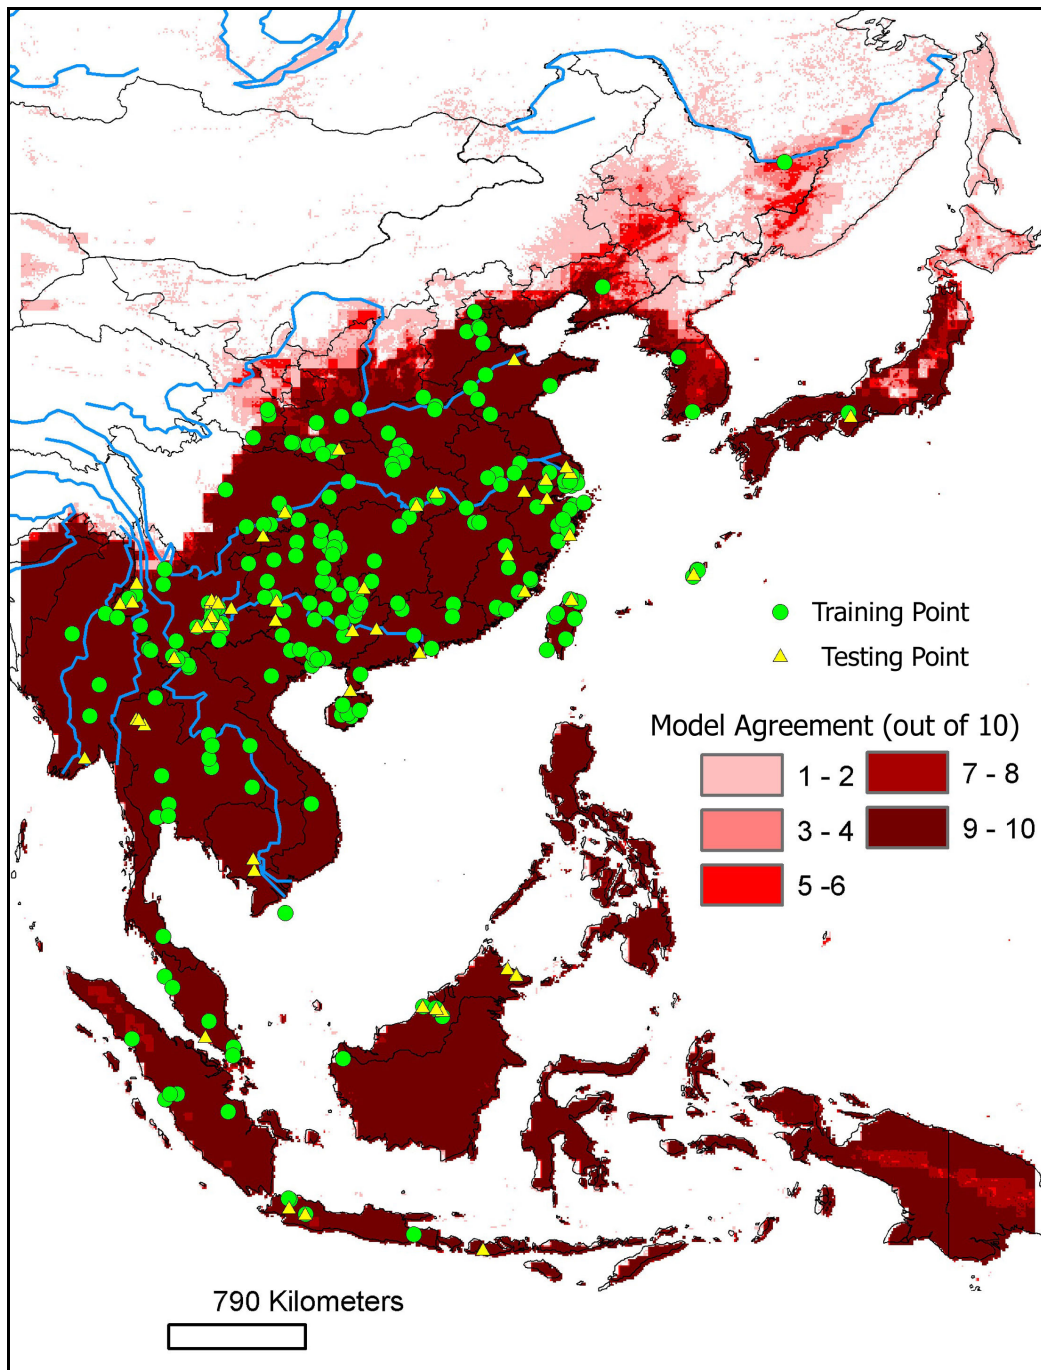 Training Point
Testing Point
Model Agreement (out of 10)
1 - 2
7 - 8
3 - 4
9 - 10
5 -6
790 Kilometers